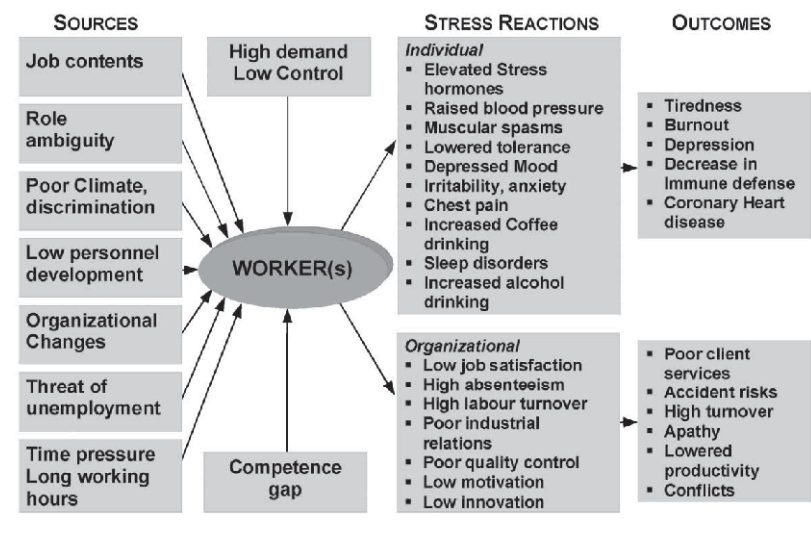 SOURCES
Job contents
Role
ambiguity
Poor Climate,
discrimination
Low personnel
development
Organizational
Changes
Threat of
unemployment
Time pressure
Long working
hours
High demand
Low Control
WORKER(s)
Competence
gap
STRESS REACTIONS
Individual
▪ Elevated Stress
hormones
▪ Raised blood pressure
▪ Muscular spasms
▪ Lowered tolerance
▪ Depressed Mood
▪ Irritability, anxiety
▪ Chest pain
▪ Increased Coffee
drinking
▪ Sleep disorders
▪ Increased alcohol
drinking
Organizational
▪ Low job satisfaction
▪ High absenteeism
▪ High labour turnover
▪ Poor industrial
relations
▪ Poor quality control
▪ Low motivation
▪ Low innovation
OUTCOMES
▪ Tiredness
▪ Burnout
▪ Depression
▪ Decrease in
Immune defense
▪ Coronary Heart
disease
▪ Poor client
services
▪ Accident risks
▪ High turnover
▪ Apathy
▪ Lowered
productivity
▪ Conflicts